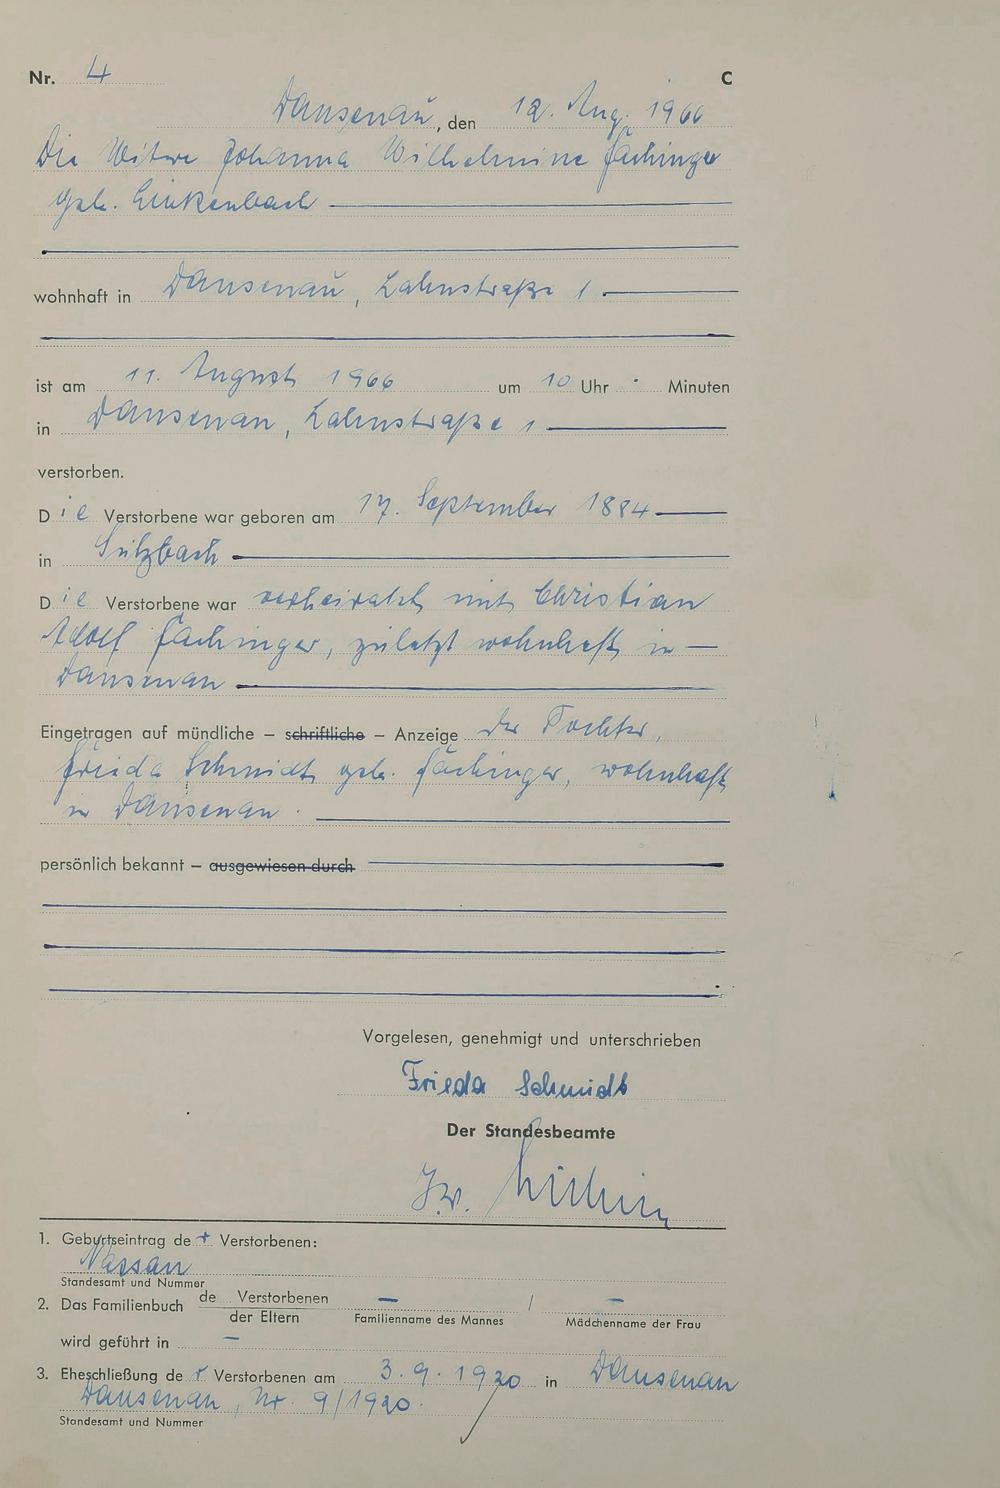 Nr. 4 C
Dausenau, den 12. Aug. 1966
Die Witwe Johanna Wilhelmine Fachinger
geb. Linkenbach
wohnhaft in Dausenau, Lahnstraße 1
ist am 11. August 1966 um 10 Uhr - Minuten
in Dausenau, Lahnstraße 1
verstorben.
Die Verstorbene war geboren am 17. September 1884
in Sulzbach
Die Verstorbene war verheiratet mit Christian
Adolf Fachinger, zuletzt wohnhaft in
Dausenau
Eingetragen auf mündliche – schriftliche – Anzeige der Tochter,
Frieda Schmidt geb. Fachinger, wohnhaft
in Dausenau.
persönlich bekannt – ausgewiesen durch
Vorgelesen, genehmigt und unterschrieben
Frieda Schmidt
Der Standesbeamte
1. Geburtseintrag der Verstorbenen:
Nassau
Standesamt und Nummer
2. Das Familienbuch de Verstorbenen – / –
der Eltern Familienname des Mannes Mädchenname der Frau
wird geführt in –
3. Eheschließung der Verstorbenen am 3.9.1920 in Dausenau
Dausenau, Nr. 9/1920.
Standesamt und Nummer